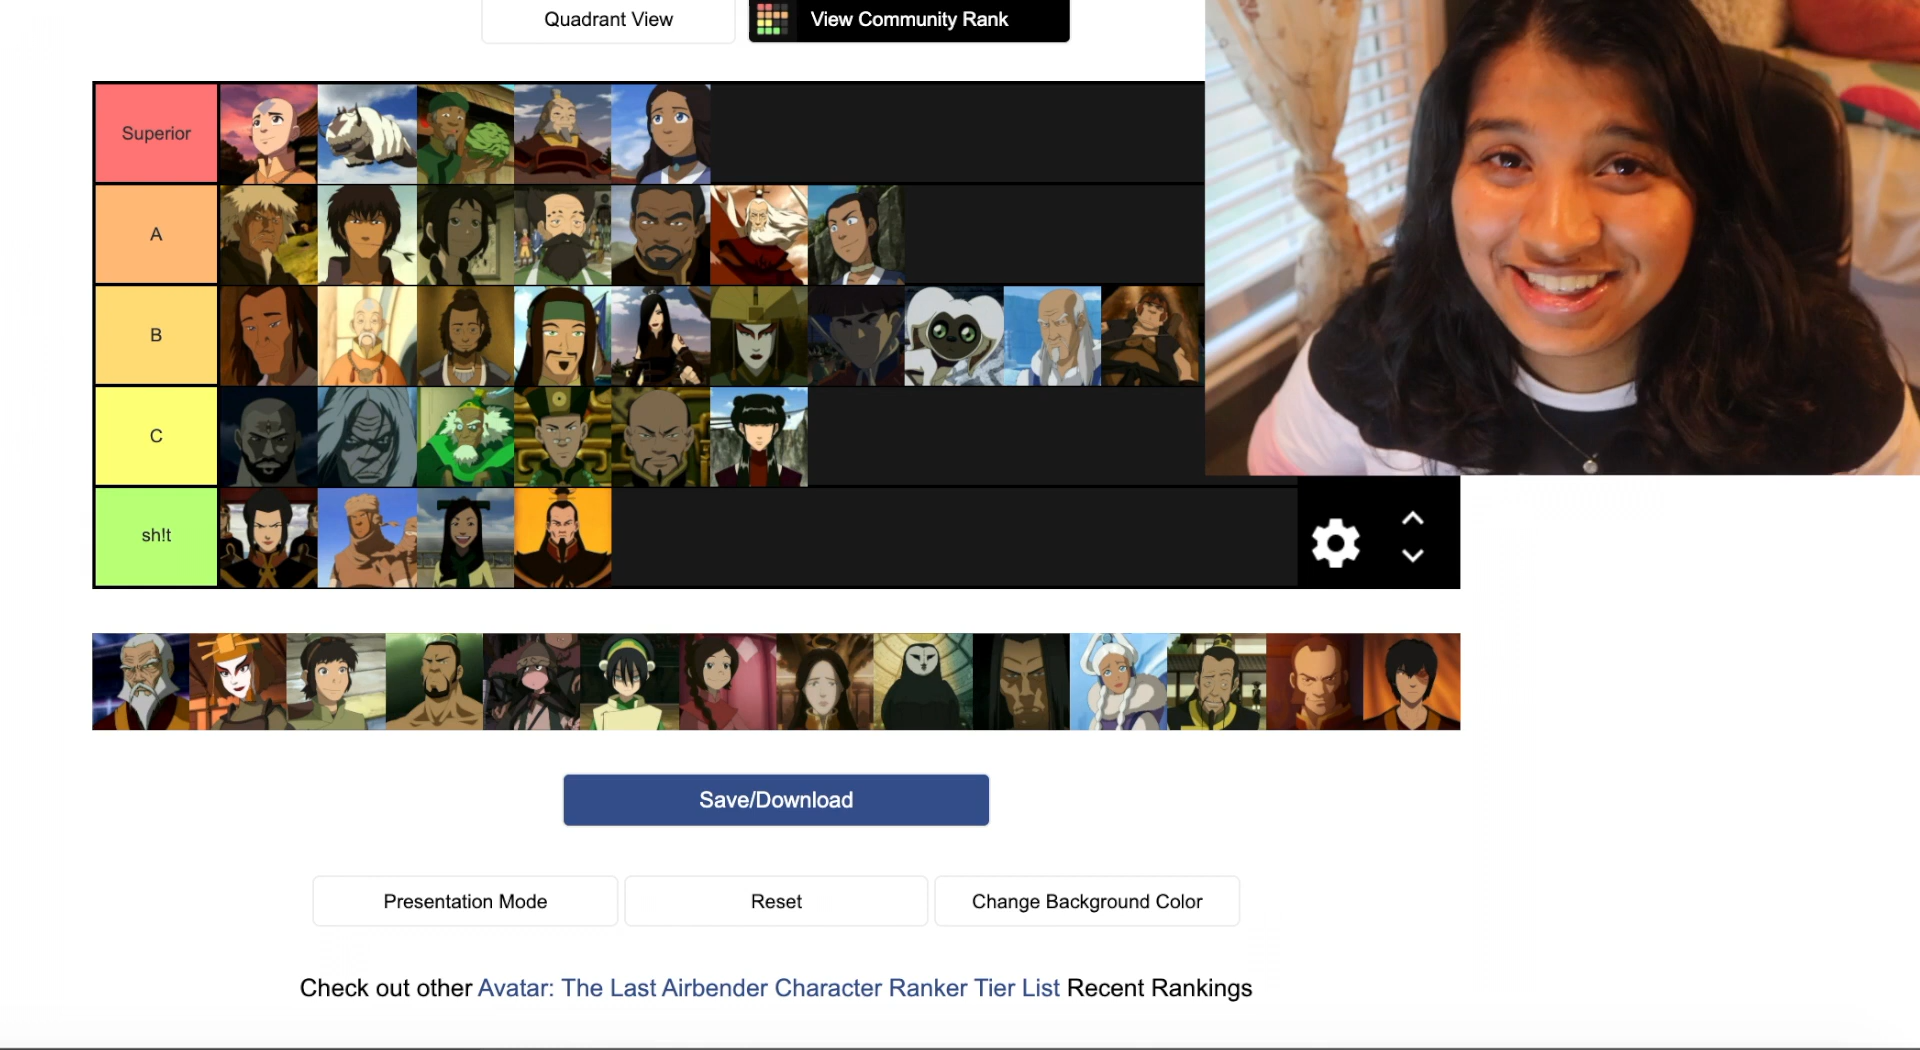 Quadrant View
View Community Rank
Superior
A
B
C
sh!t
Save/Download
Presentation Mode
Reset
Change Background Color
Check out other Avatar: The Last Airbender Character Ranker Tier List Recent Rankings